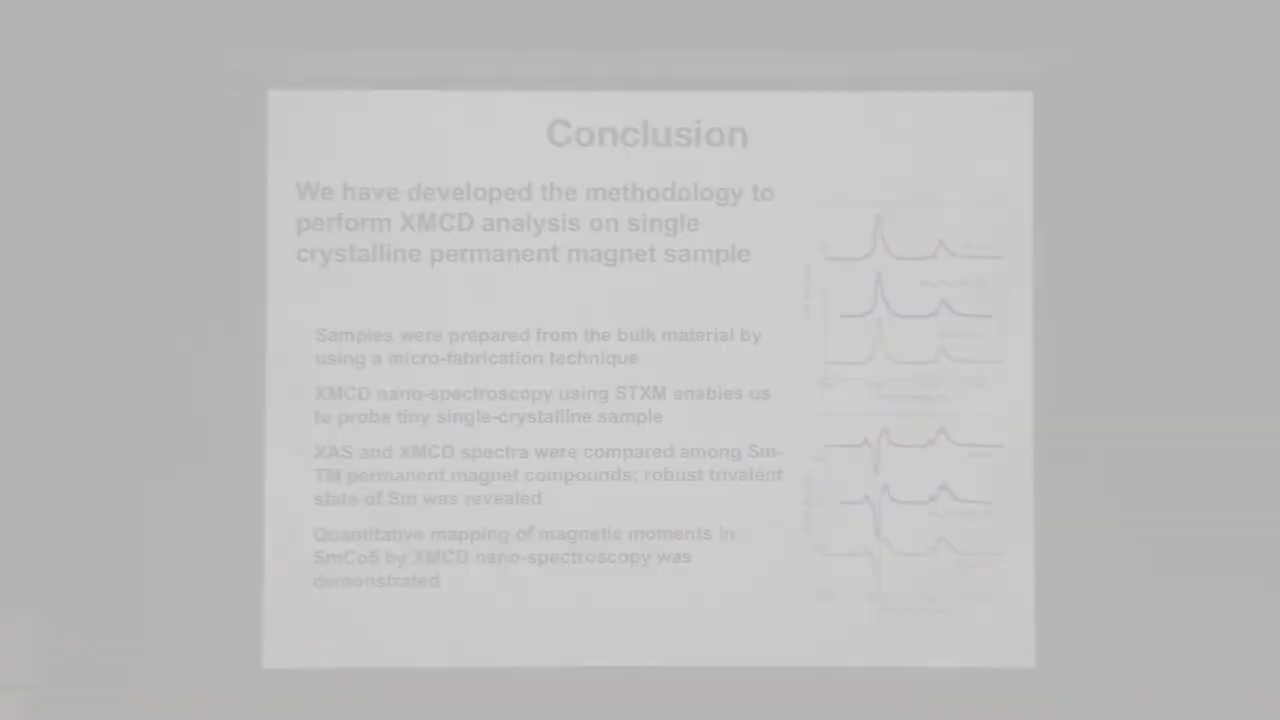 Conclusion
We have developed the methodology to
perform XMCD analysis on single
crystalline permanent magnet sample
Samples were prepared from the bulk material by
using a micro-fabrication technique
XMCD nano-spectroscopy using STXM enables us
to probe tiny single-crystalline sample
XAS and XMCD spectra were compared among Sm-
TM permanent magnet compounds; robust trivalent
state of Sm was revealed
Quantitative mapping of magnetic moments in
SmCo5 by XMCD nano-spectroscopy was
demonstrated